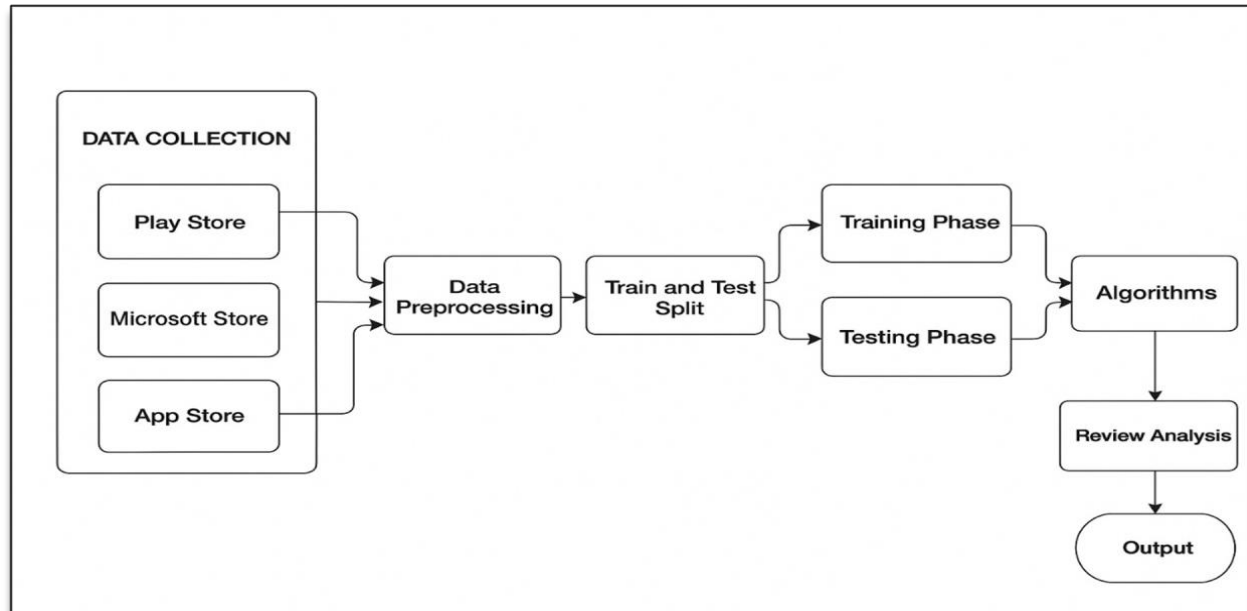 DATA COLLECTION
Play Store
Microsoft Store
App Store
Data
Preprocessing
Train and Test
Split
Training Phase
Testing Phase
Algorithms
Review Analysis
Output